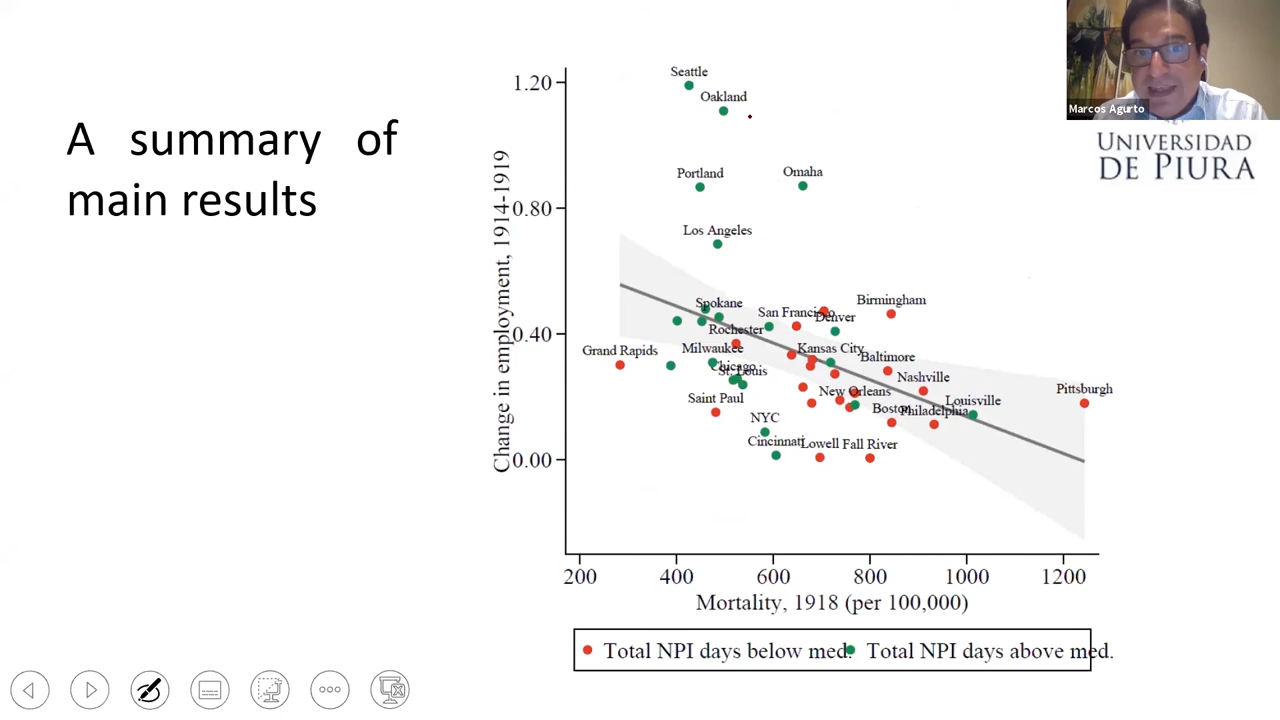 A summary of
main results
Marcos Agurto
UNIVERSIDAD
DE PIURA
Change in employment, 1914-1919
1.20
0.80
0.40
0.00
Seattle
Oakland
Portland
Omaha
Los Angeles
Spokane
San Francisco
Birmingham
Denver
Rochester
Grand Rapids
Milwaukee
Kansas City
Baltimore
Chicago
St. Louis
Nashville
Pittsburgh
Saint Paul
New Orleans
Louisville
Boston
Philadelphia
NYC
Cincinnati
Lowell
Fall River
200 400 600 800 1000 1200
Mortality, 1918 (per 100,000)
Total NPI days below med. Total NPI days above med.